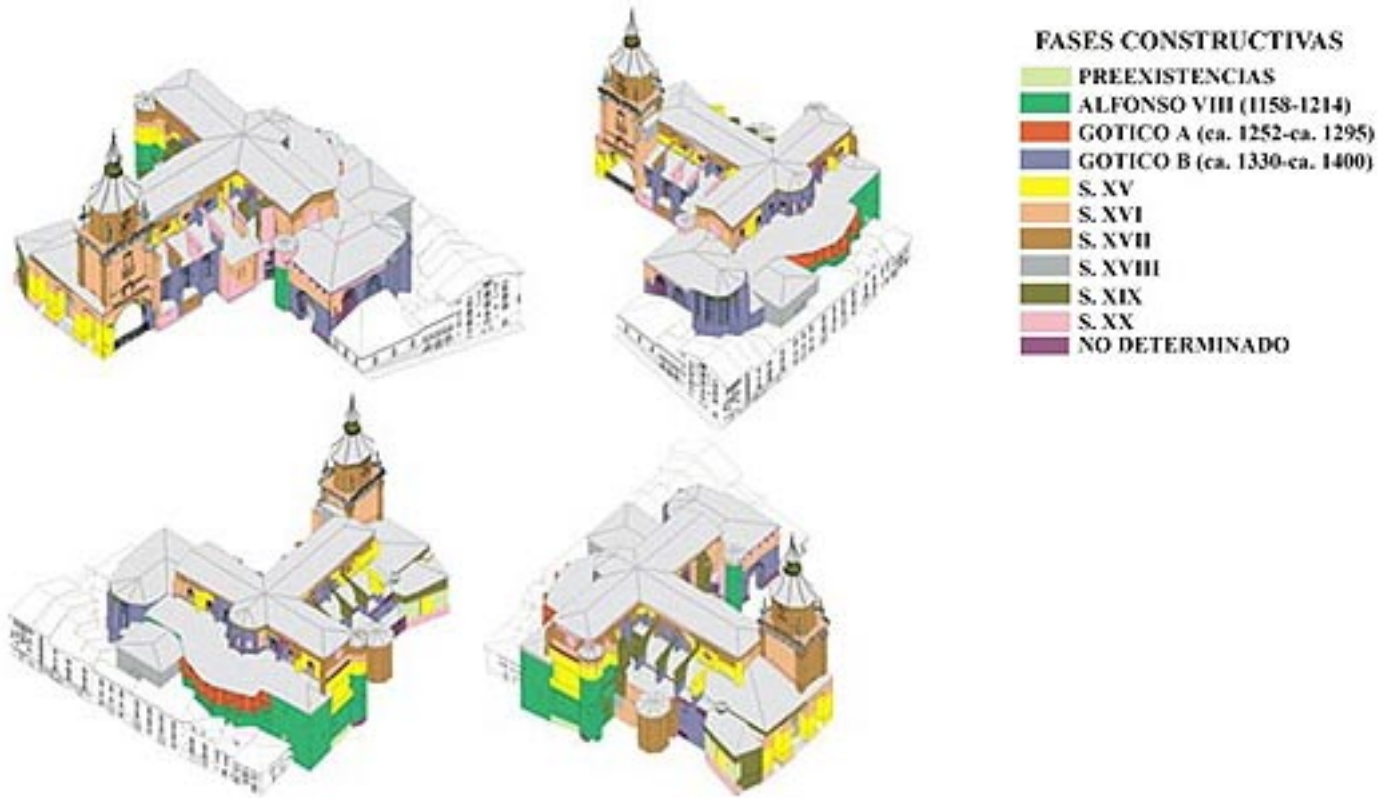 FASES CONSTRUCTIVAS
PREEXISTENCIAS
ALFONSO VIII (1158-1214)
GOTICO A (ca. 1252-ca. 1295)
GOTICO B (ca. 1330-ca. 1400)
S. XV
S. XVI
S. XVII
S. XVIII
S. XIX
S. XX
NO DETERMINADO